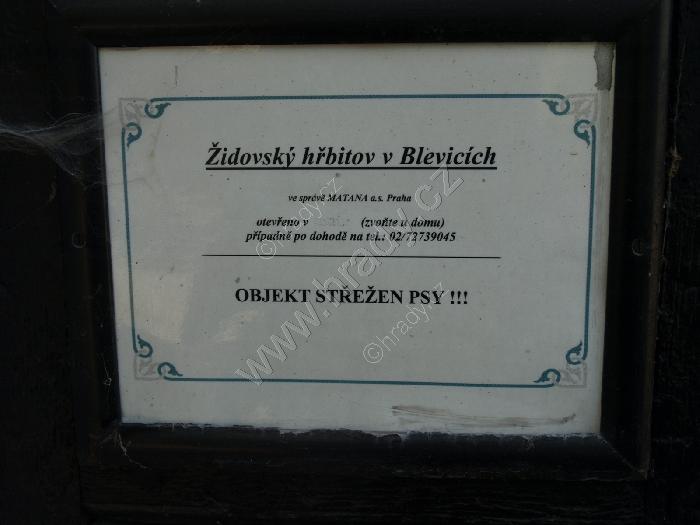 Židovský hřbitov v Blevicích
ve správě MATANA a.s. Praha
otevřeno v (zvoňte u domu)
případně po dohodě na tel.: 02/72739045
OBJEKT STŘEŽEN PSY !!!
©hrady.cz
www.hrady.cz
©hrady.cz